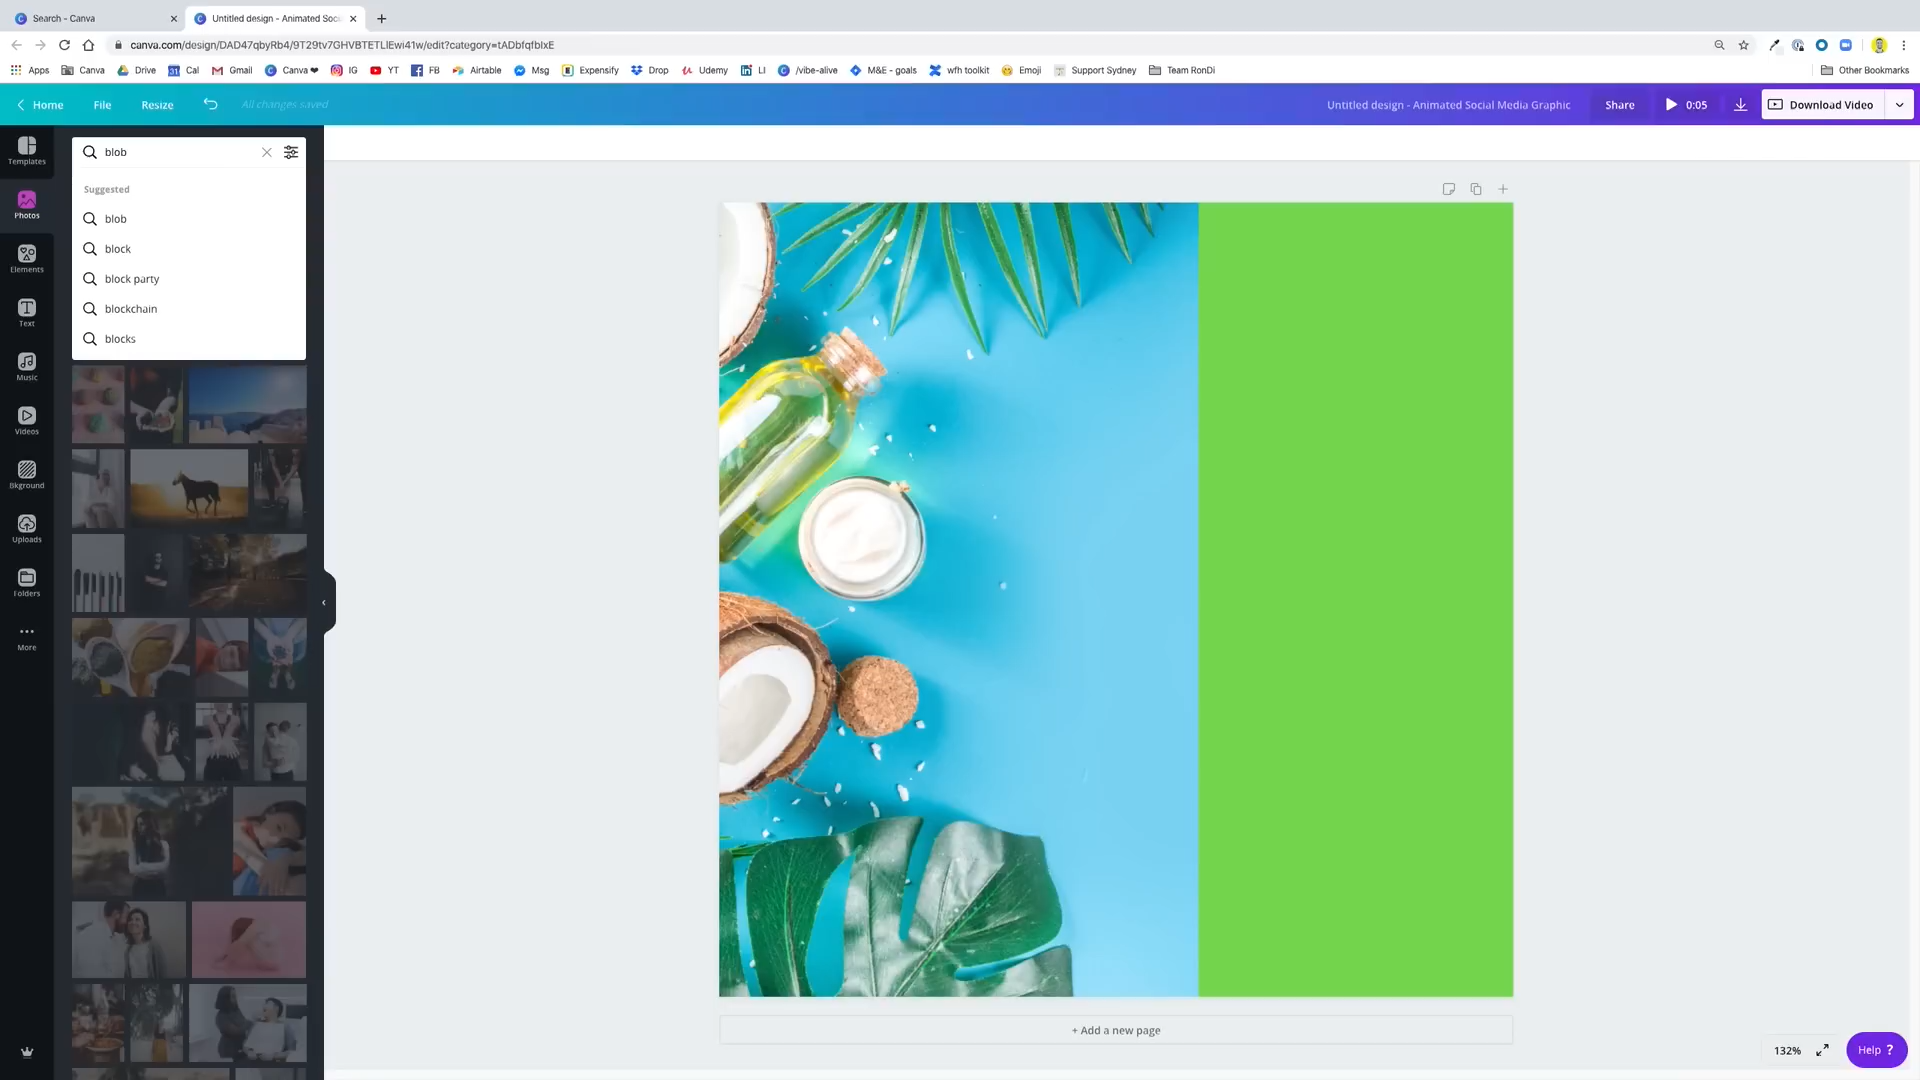 Search - Canva
Untitled design - Animated Soci
canva.com/design/DAD47qbyRb4/9T29tv7GHVBTETLlEwi41w/edit?category=tADbfqfbIxE
Apps Canva Drive Cal Gmail Canva ❤ IG YT FB Airtable Msg Expensify Drop Udemy LI /vibe-alive M&E - goals wfh toolkit Emoji Support Sydney Team RonDi Other Bookmarks
Home File Resize All changes saved Untitled design - Animated Social Media Graphic Share 0:05 Download Video
Templates
Photos
Elements
Text
Music
Videos
Bkground
Uploads
Folders
More
blob
Suggested
blob
block
block party
blockchain
blocks
+ Add a new page
132%
Help ?